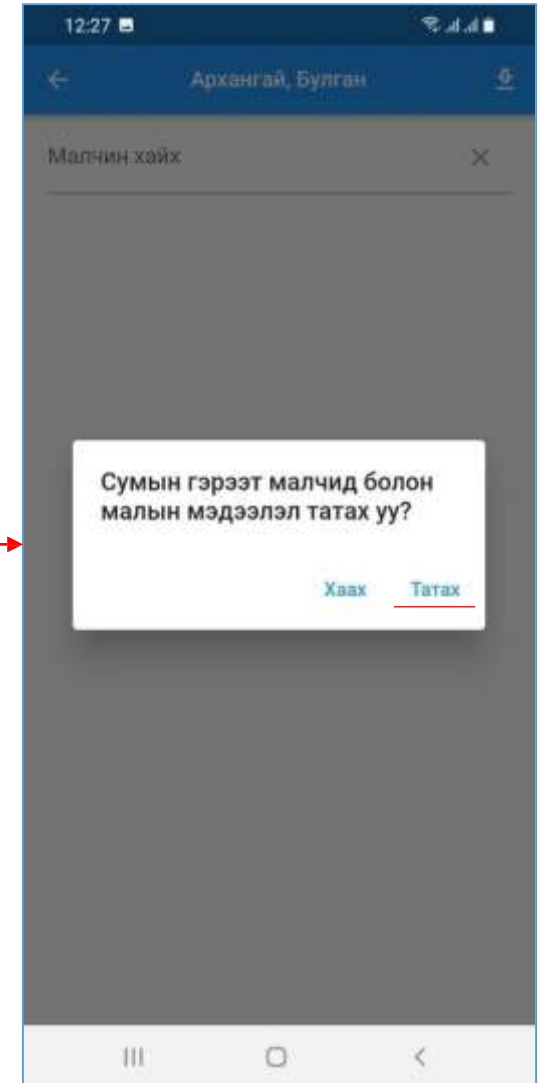 12:27
Архангай, Булган
Малчин хайх
Сумын гэрээт малчид болон
малын мэдээлэл татах уу?
Хаах Татах